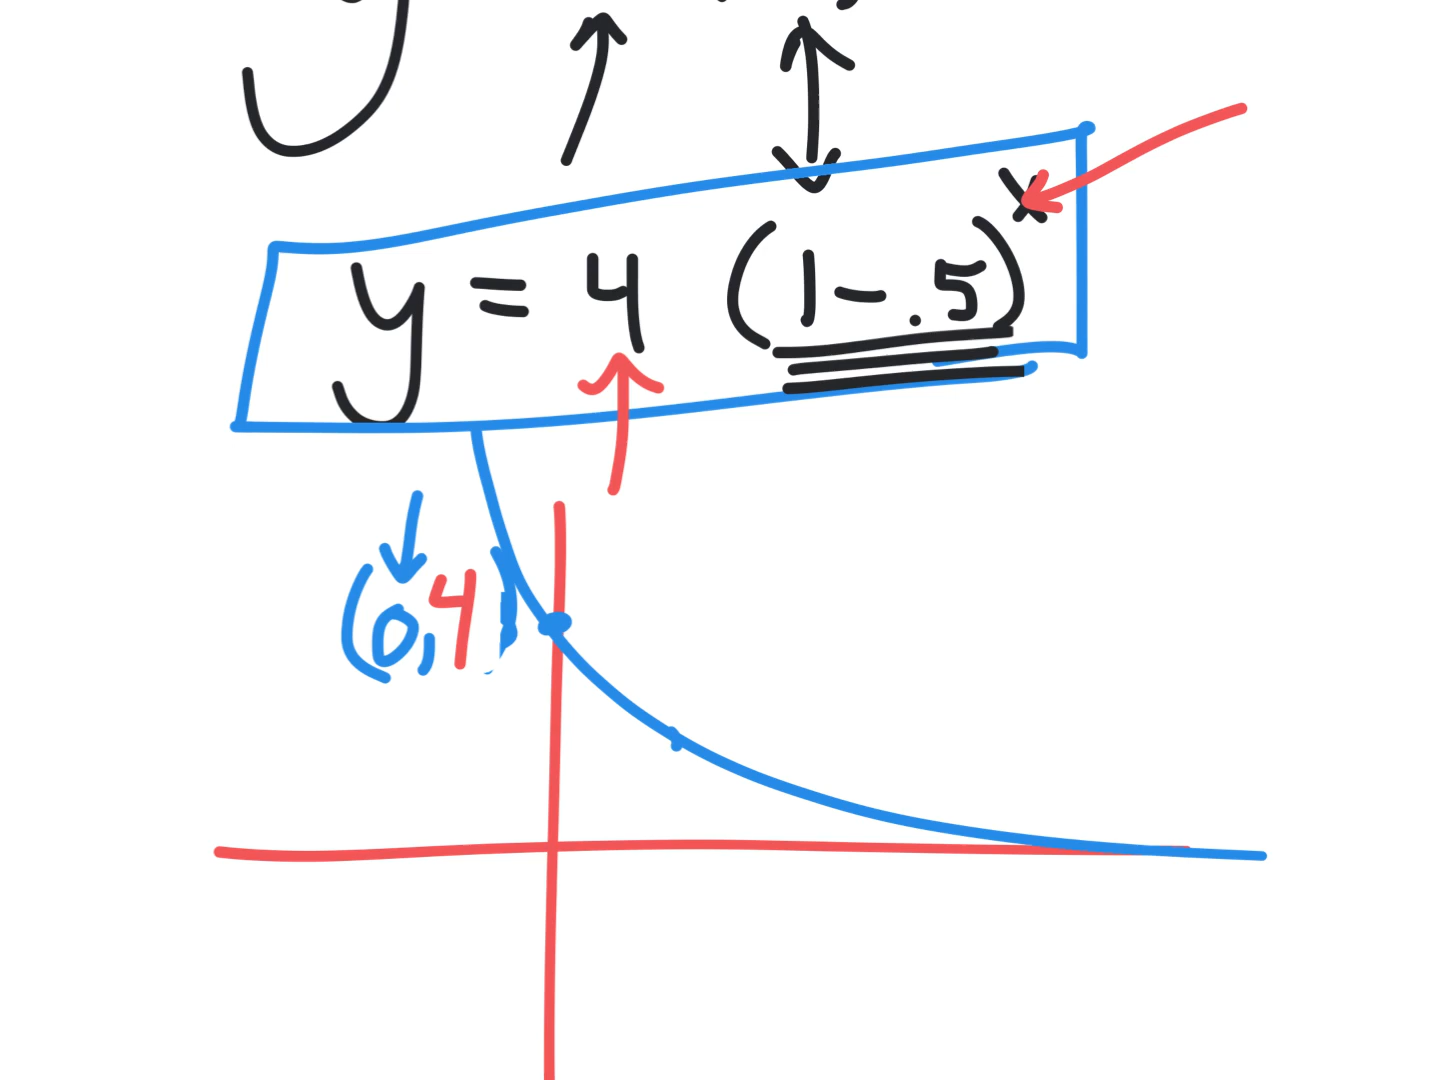 y = 4 (1 - .5)^x
(0, 4)